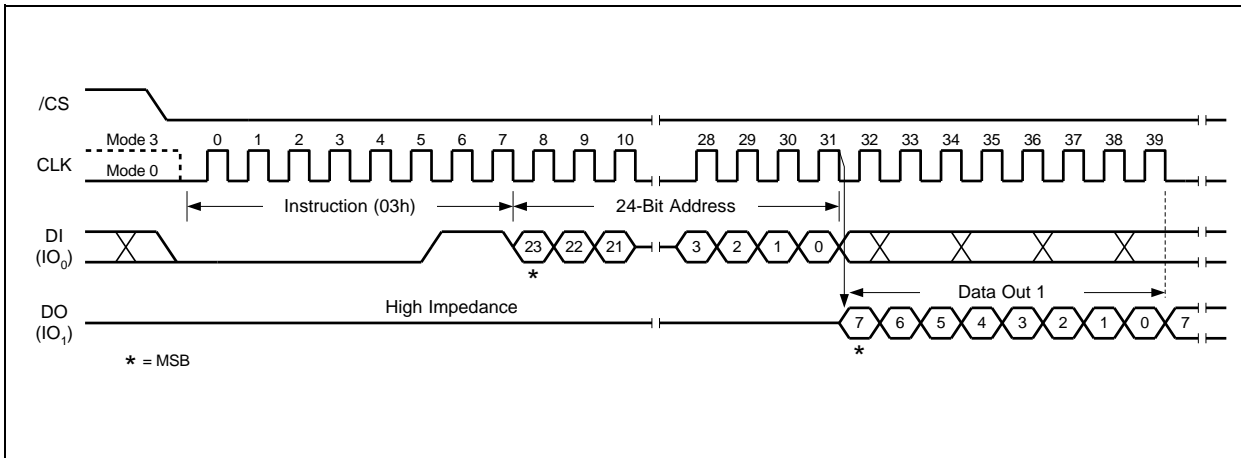 /CS
Mode 3
0 1 2 3 4 5 6 7 8 9 10 28 29 30 31 32 33 34 35 36 37 38 39
CLK
Mode 0
Instruction (03h)
24-Bit Address
DI
(IO0)
23 22 21 3 2 1 0
*
Data Out 1
High Impedance
DO
(IO1)
7 6 5 4 3 2 1 0 7
*
* = MSB